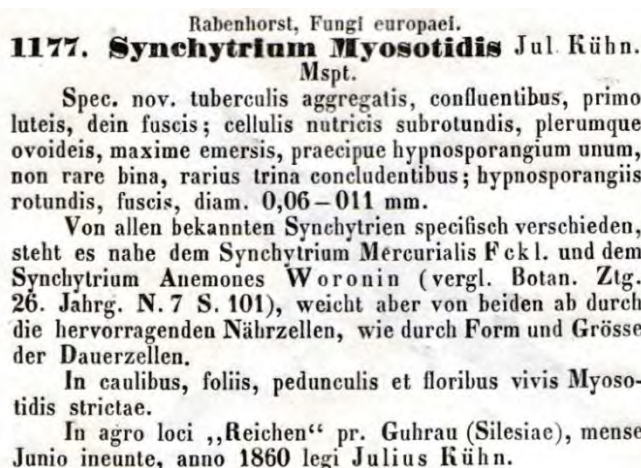 Rabenhorst, Fungi europaei.
1177. Synchytrium Myosotidis Jul. Kühn.
Mspt.
Spec. nov. tuberculis aggregatis, confluentibus, primo
luteis, dein fuscis; cellulis nutricis subrotundis, plerumque
ovoideis, maxime emersis, praecipue hypnosporangium unum,
non rare bina, rarius trina concludentibus; hypnosporangiis
rotundis, fuscis, diam. 0,06–011 mm.
Von allen bekannten Synchytrien specifisch verschieden,
steht es nahe dem Synchytrium Mercurialis Fckl. und dem
Synchytrium Anemones Woronin (vergl. Botan. Ztg.
26. Jahrg. N. 7 S. 101), weicht aber von beiden ab durch
die hervorragenden Nährzellen, wie durch Form und Grösse
der Dauerzellen.
In caulibus, foliis, pedunculis et floribus vivis Myoso-
tidis strictae.
In agro loci „Reichen“ pr. Guhrau (Silesiae), mense
Junio ineunte, anno 1860 legi Julius Kühn.